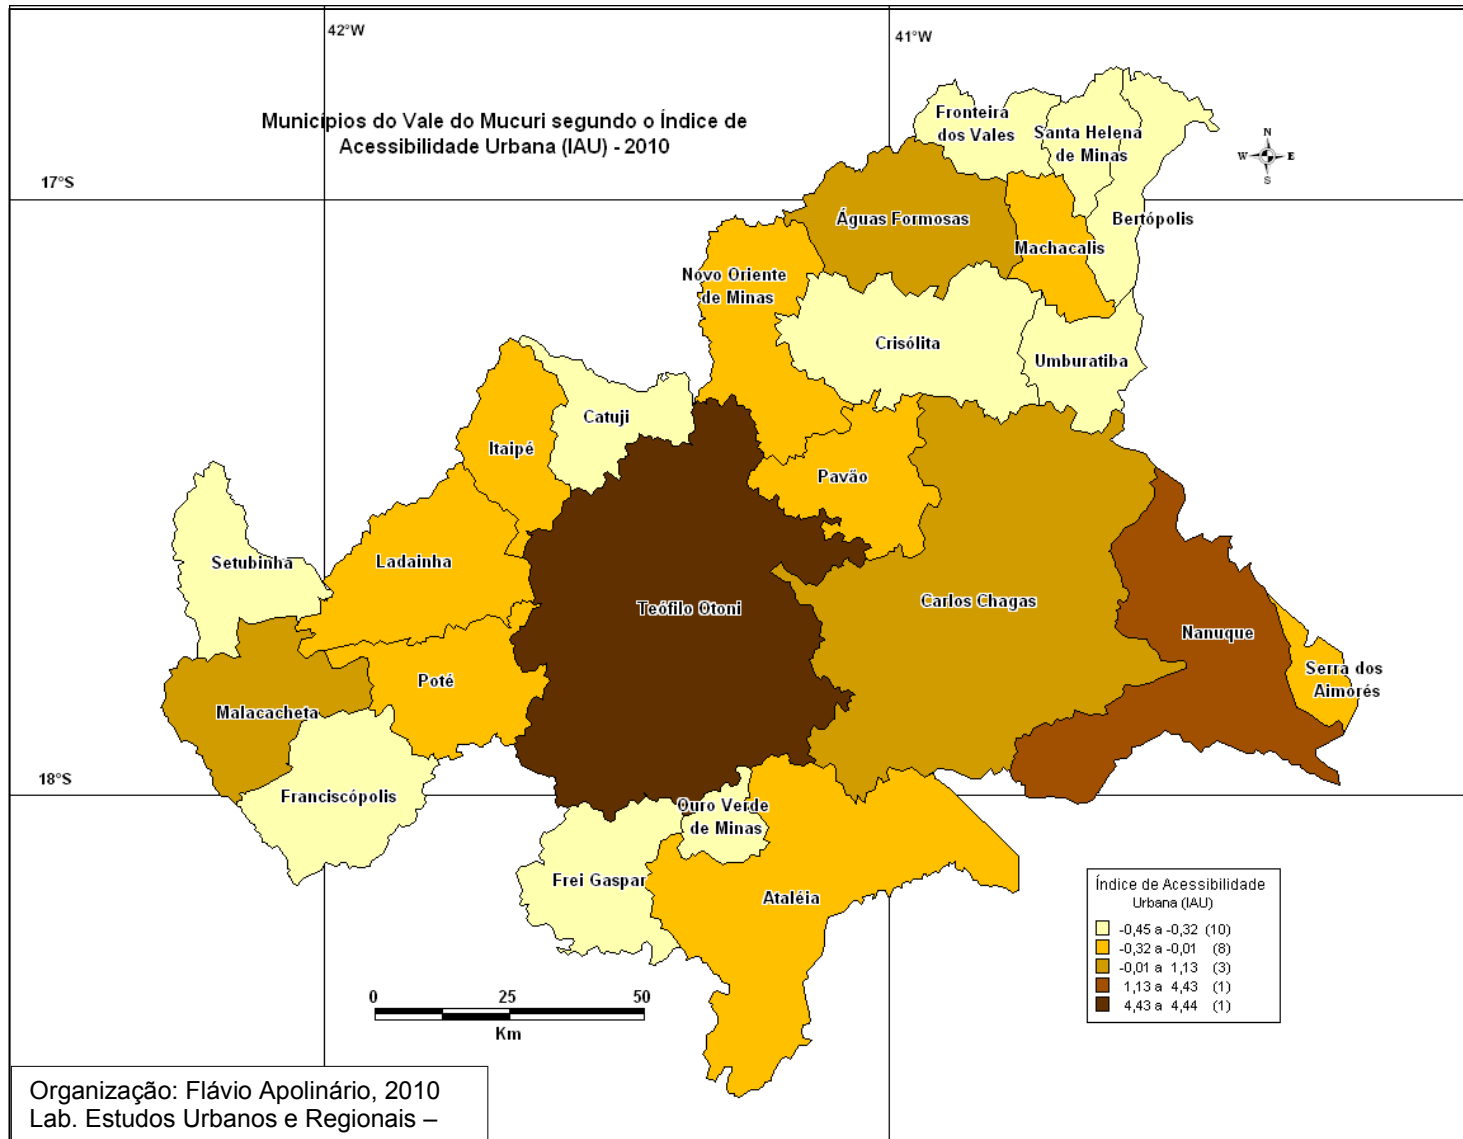 42°W
41°W
Municípios do Vale do Mucuri segundo o Índice de
Acessibilidade Urbana (IAU) - 2010
Fronteira
dos Vales
Santa Helena
de Minas
N
W E
S
17°S
Águas Formosas
Bertópolis
Machacalis
Novo Oriente
de Minas
Crisólita
Umburatiba
Catuji
Itaipé
Pavão
Setubinha
Ladainha
Teófilo Otoni
Carlos Chagas
Nanuque
Serra dos
Aimorés
Poté
Malacacheta
18°S
Franciscópolis
Ouro Verde
de Minas
Frei Gaspar
Ataléia
Índice de Acessibilidade
Urbana (IAU)
-0,45 a -0,32 (10)
-0,32 a -0,01 (8)
-0,01 a 1,13 (3)
1,13 a 4,43 (1)
4,43 a 4,44 (1)
0 25 50
Km
Organização: Flávio Apolinário, 2010
Lab. Estudos Urbanos e Regionais –